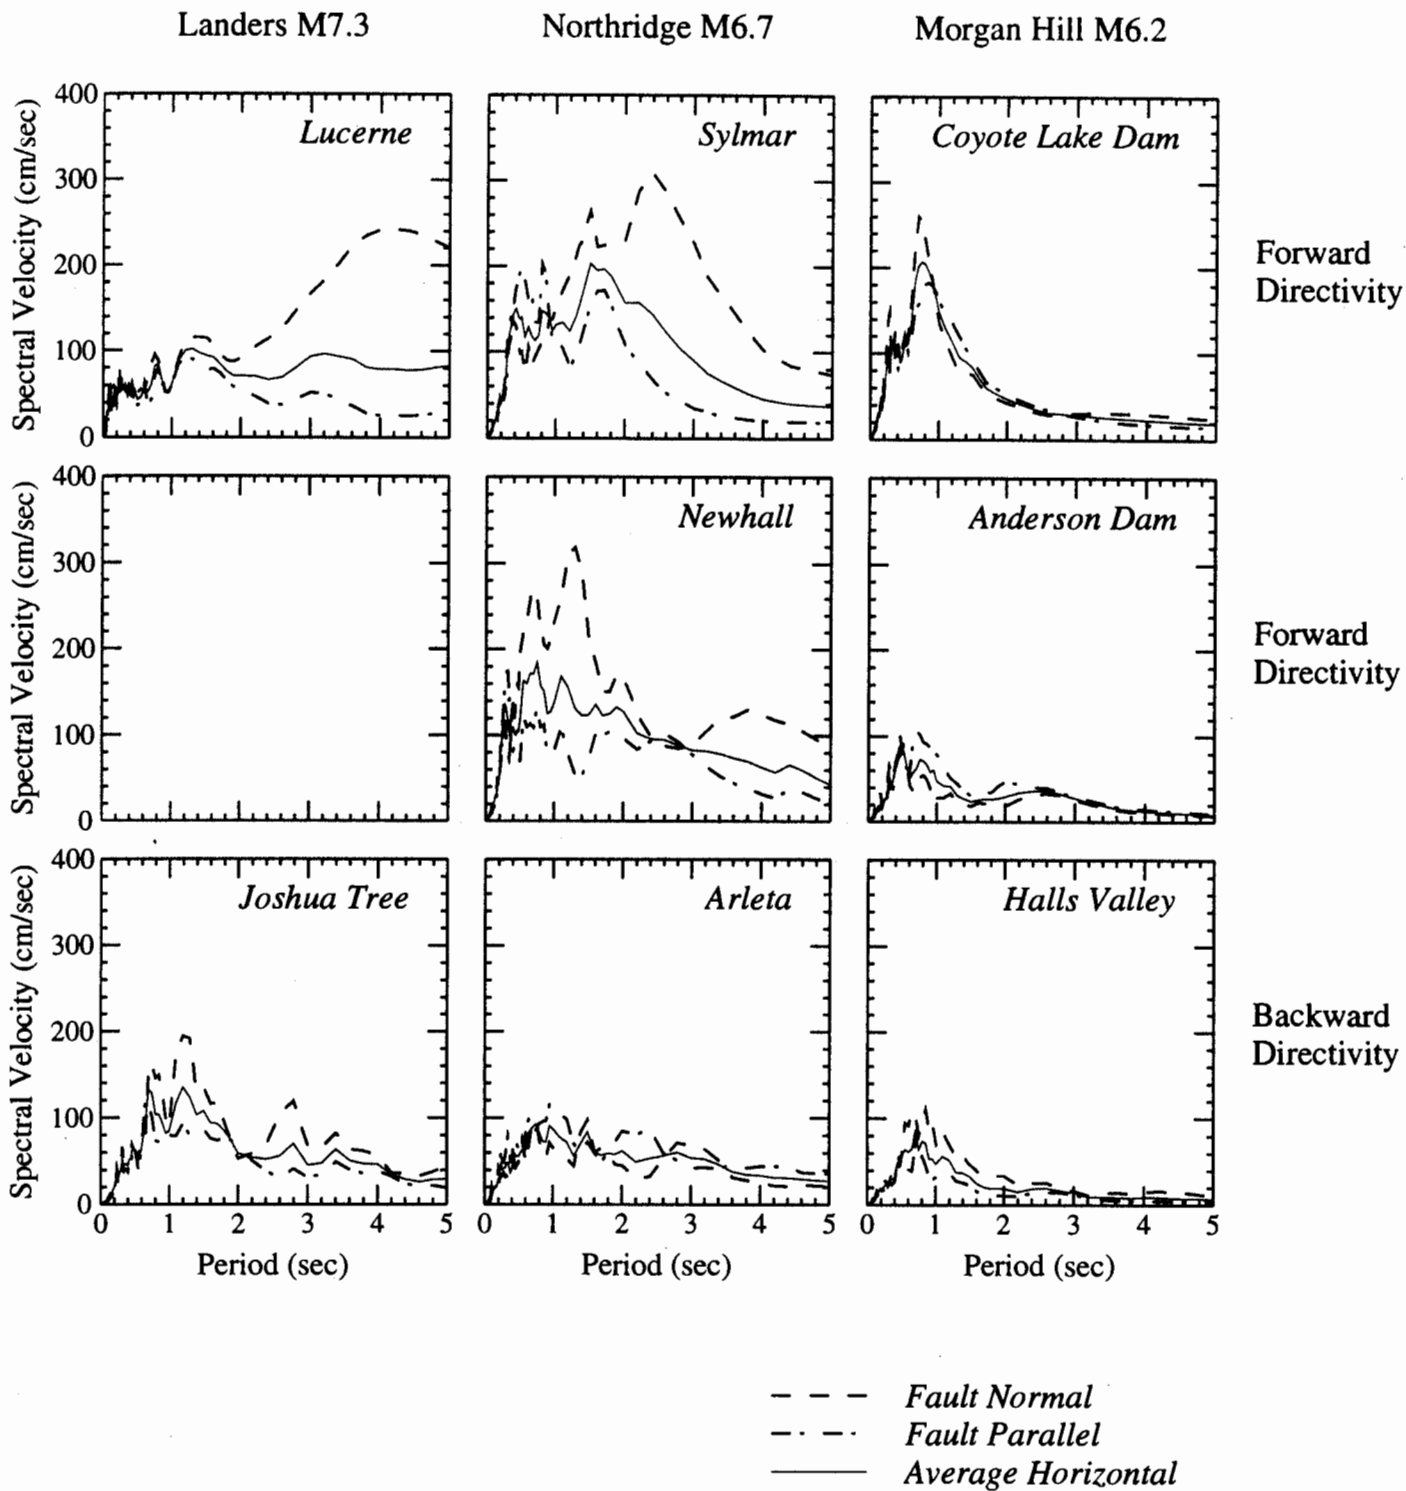 Landers M7.3 Northridge M6.7 Morgan Hill M6.2
Spectral Velocity (cm/sec)
400
300
200
100
0
Lucerne
Sylmar
Coyote Lake Dam
Forward
Directivity
Spectral Velocity (cm/sec)
400
300
200
100
0
Newhall
Anderson Dam
Forward
Directivity
Spectral Velocity (cm/sec)
400
300
200
100
0
Joshua Tree
Arleta
Halls Valley
Backward
Directivity
0 1 2 3 4 5 0 1 2 3 4 5 0 1 2 3 4 5
Period (sec) Period (sec) Period (sec)
Fault Normal
Fault Parallel
Average Horizontal